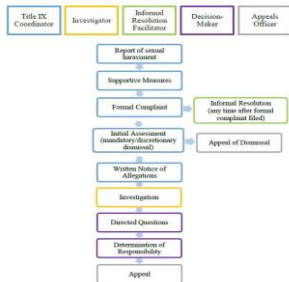 Title IX
Coordinator
Investigator
Informal
Resolution
Facilitator
Decision-
Maker
Appeals
Officer
Report of sexual
harassment
Supportive Measures
Formal Complaint
Informal Resolution
(any time after formal
complaint filed)
Initial Assessment
(mandatory/discretionary
dismissal)
Appeal of Dismissal
Written Notice of
Allegations
Investigation
Directed Questions
Determination of
Responsibility
Appeal